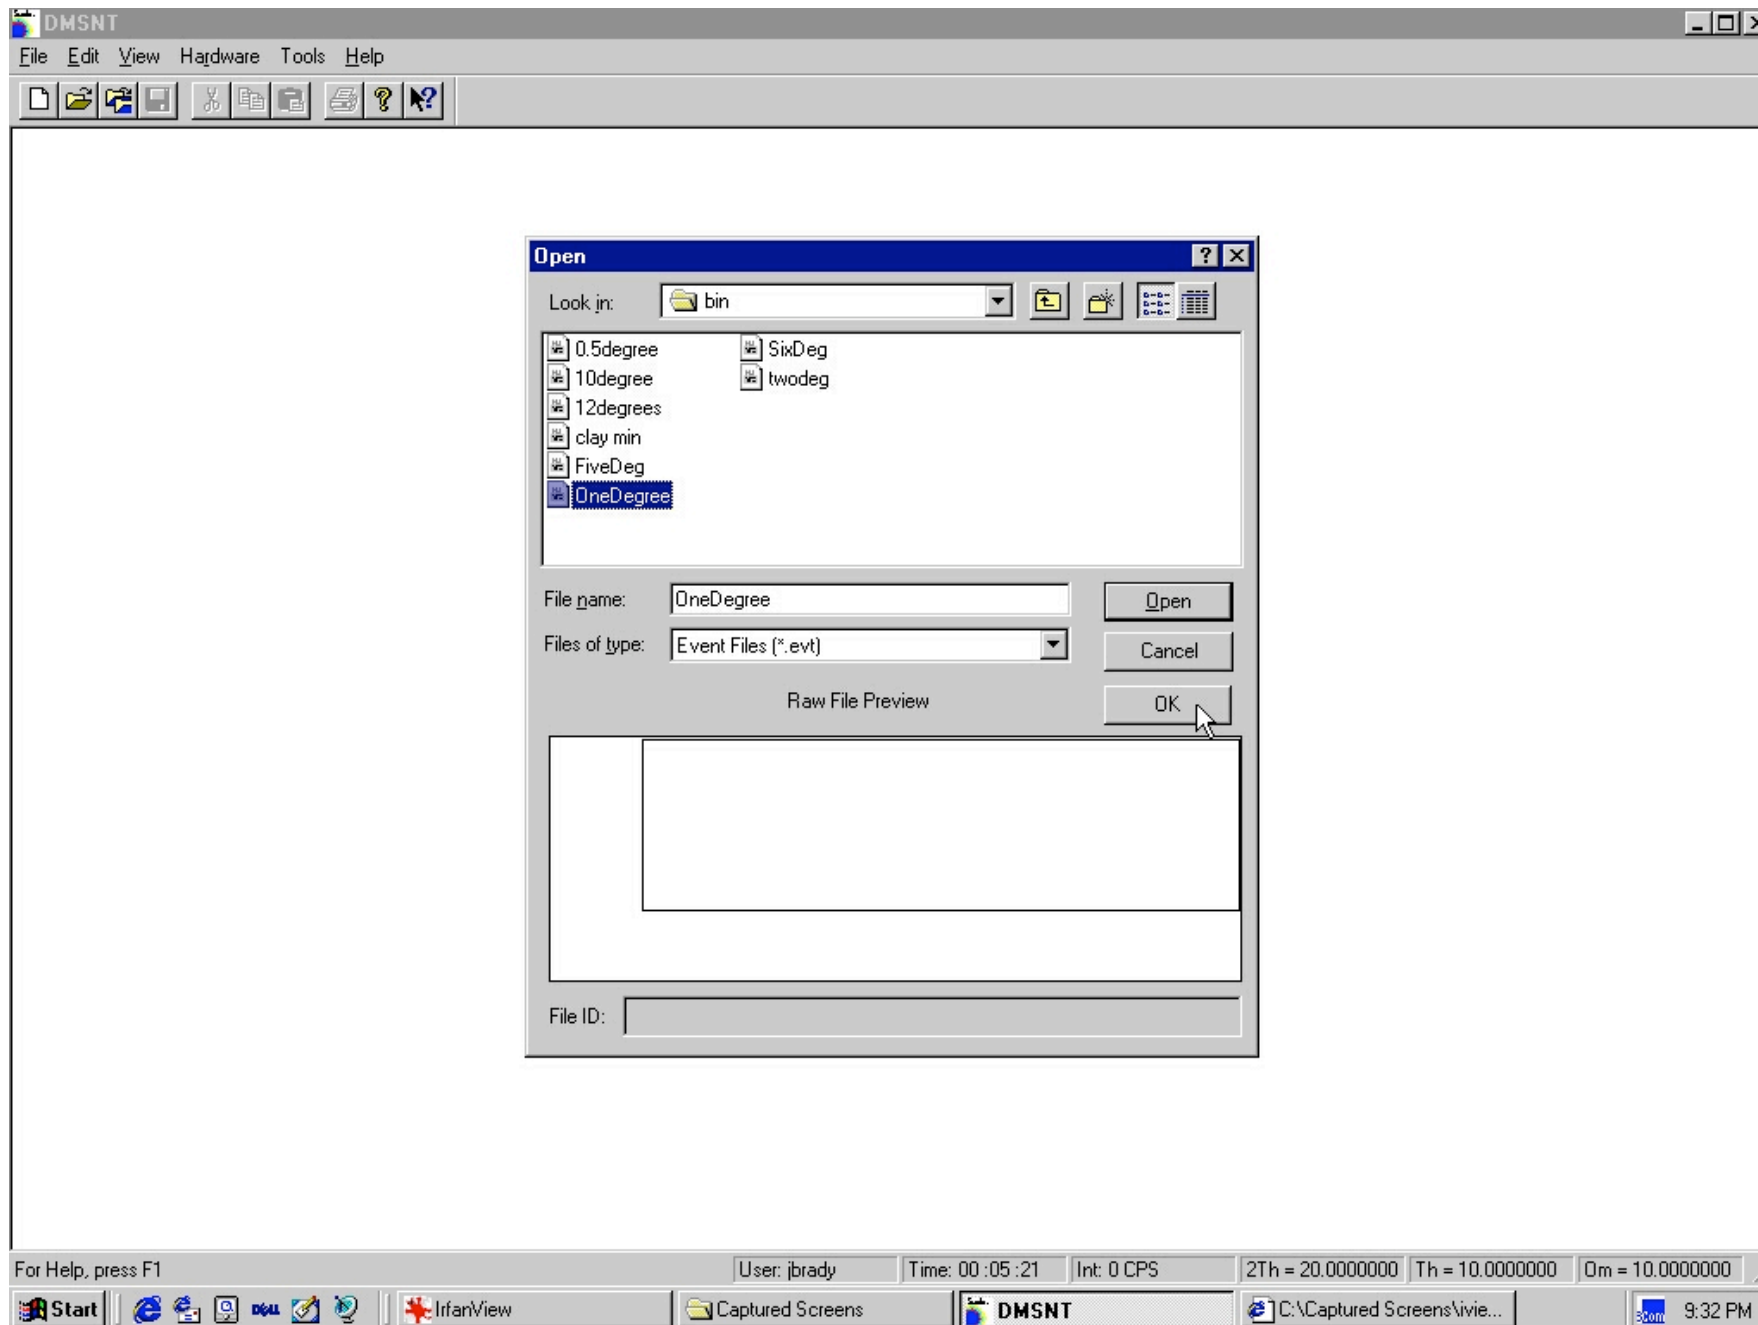 DMSNT
File Edit View Hardware Tools Help
Open
Look in: bin
0.5degree SixDeg
10degree twodeg
12degrees
clay min
FiveDeg
OneDegree
File name: OneDegree Open
Files of type: Event Files (*.evt) Cancel
Raw File Preview OK
File ID:
For Help, press F1 User: jbrady Time: 00 :05 :21 Int: 0 CPS 2Th = 20.0000000 Th = 10.0000000 Om = 10.0000000
Start DELL IrfanView Captured Screens DMSNT C:\Captured Screens\ivie... 3Com 9:32 PM